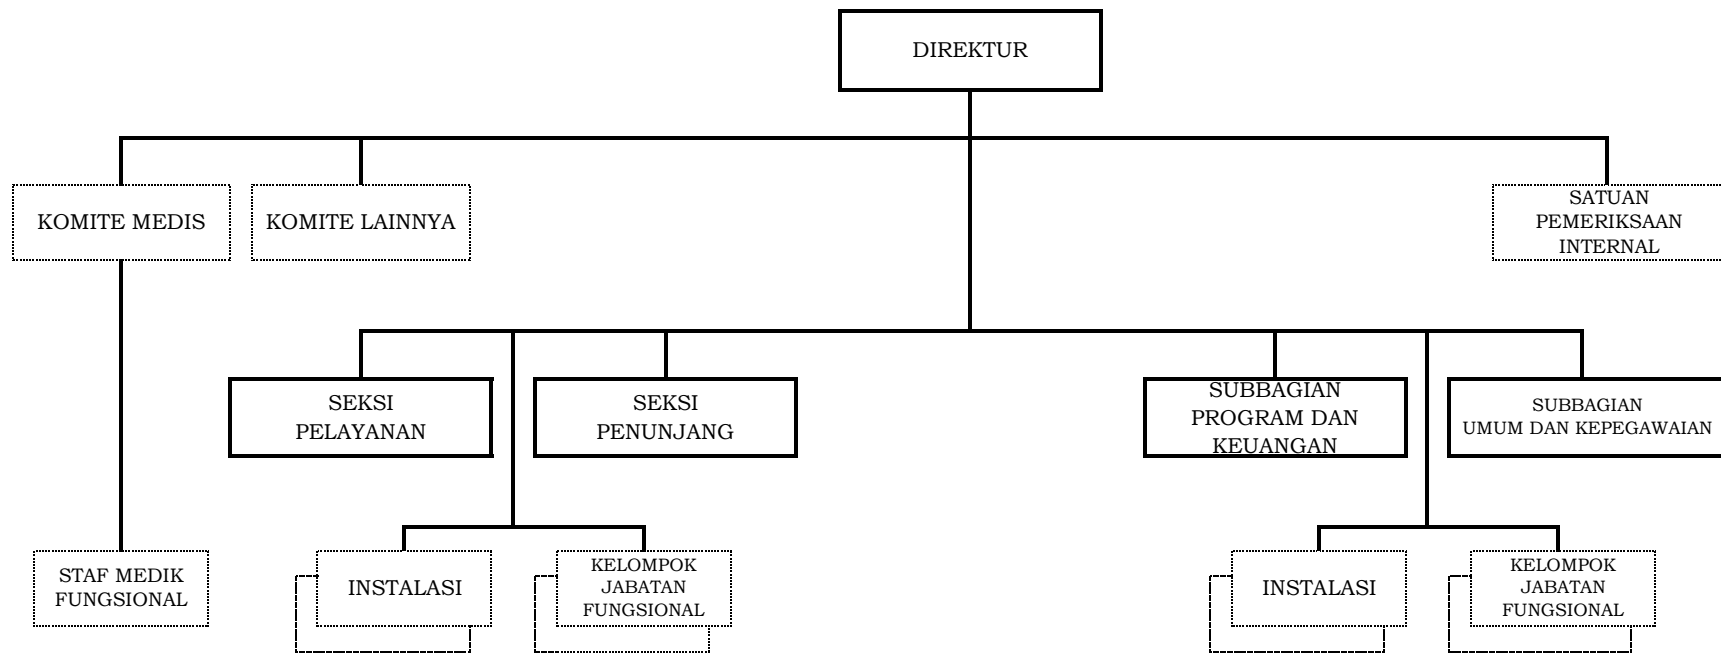 DIREKTUR
KOMITE MEDIS
KOMITE LAINNYA
SATUAN
PEMERIKSAAN
INTERNAL
SEKSI
PELAYANAN
SEKSI
PENUNJANG
SUBBAGIAN
PROGRAM DAN
KEUANGAN
SUBBAGIAN
UMUM DAN KEPEGAWAIAN
STAF MEDIK
FUNGSIONAL
INSTALASI
KELOMPOK
JABATAN
FUNGSIONAL
INSTALASI
KELOMPOK
JABATAN
FUNGSIONAL